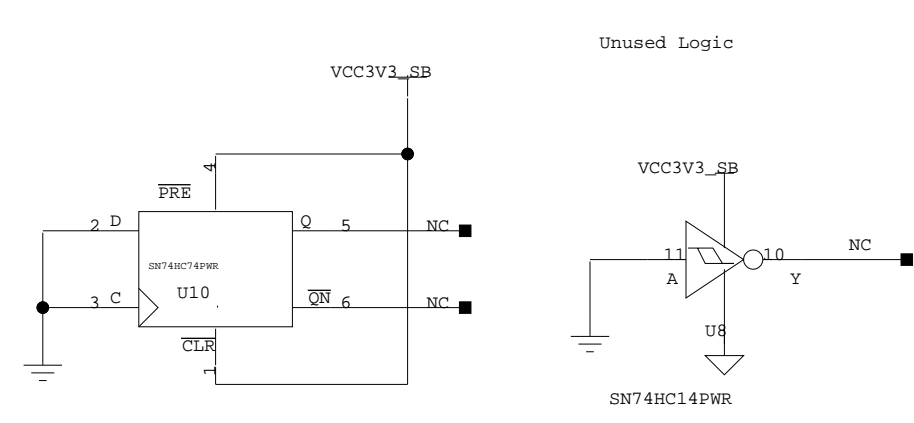 Unused Logic
VCC3V3_SB
4
PRE
2 D Q 5 NC
SN74HC74PWR
U10
3 C QN 6 NC
CLR
1
VCC3V3_SB
11 10 NC
A Y
U8
SN74HC14PWR